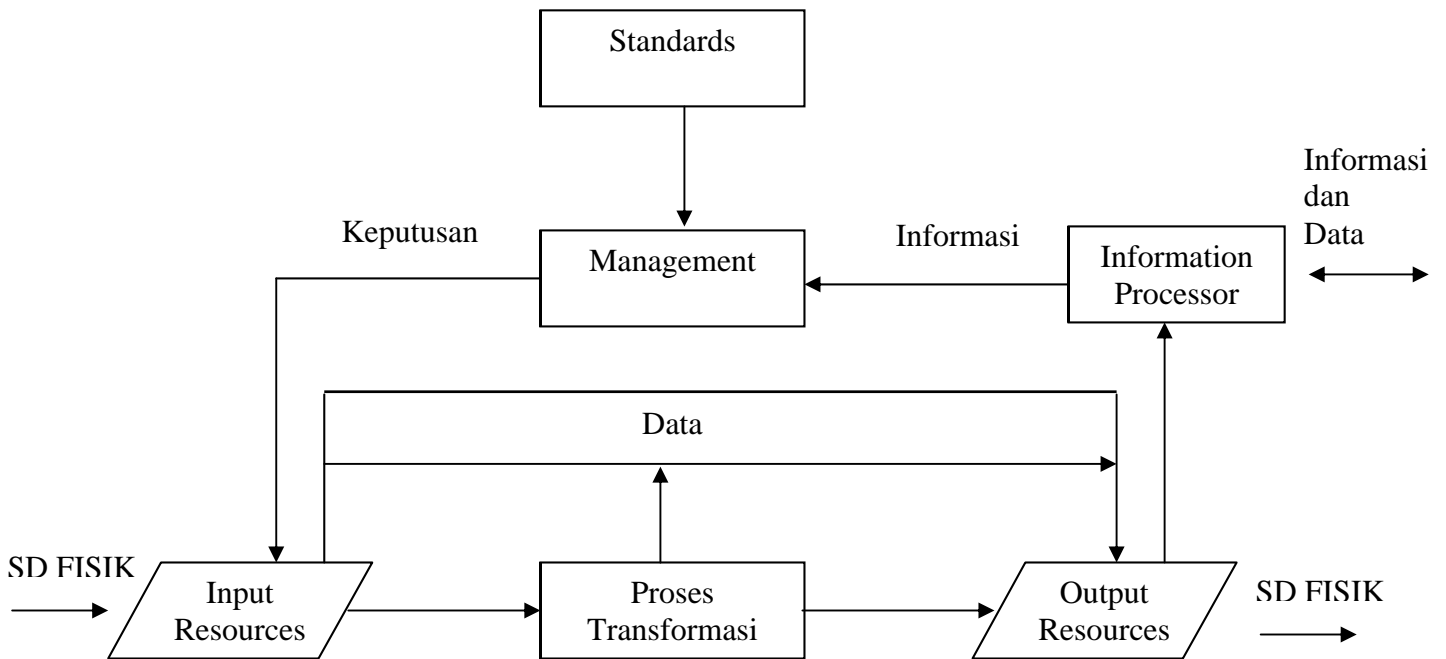 Standards
Informasi
dan
Data
Keputusan
Informasi
Management
Information
Processor
Data
SD FISIK
Input
Resources
Proses
Transformasi
Output
Resources
SD FISIK